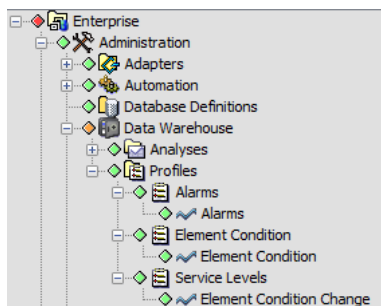 Enterprise
Administration
Adapters
Automation
Database Definitions
Data Warehouse
Analyses
Profiles
Alarms
Alarms
Element Condition
Element Condition
Service Levels
Element Condition Change